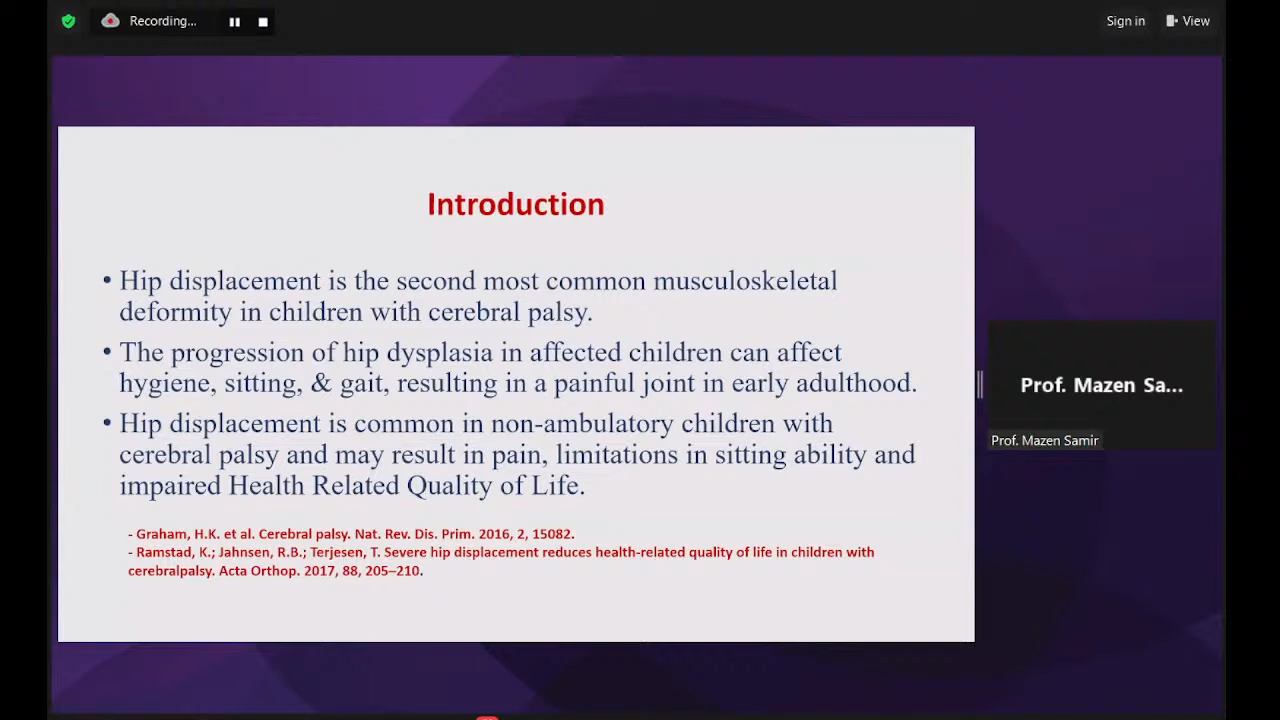 Recording...
Sign in
View
Introduction
• Hip displacement is the second most common musculoskeletal
deformity in children with cerebral palsy.
• The progression of hip dysplasia in affected children can affect
hygiene, sitting, & gait, resulting in a painful joint in early adulthood.
• Hip displacement is common in non-ambulatory children with
cerebral palsy and may result in pain, limitations in sitting ability and
impaired Health Related Quality of Life.
- Graham, H.K. et al. Cerebral palsy. Nat. Rev. Dis. Prim. 2016, 2, 15082.
- Ramstad, K.; Jahnsen, R.B.; Terjesen, T. Severe hip displacement reduces health-related quality of life in children with
cerebralpalsy. Acta Orthop. 2017, 88, 205–210.
Prof. Mazen Sa...
Prof. Mazen Samir